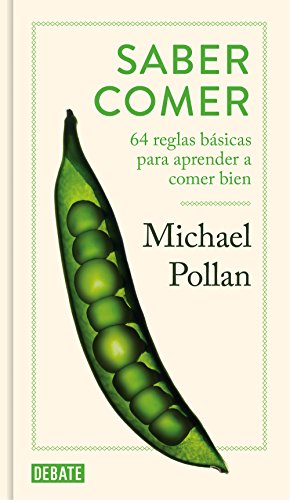 SABER
COMER
64 reglas básicas
para aprender a
comer bien
Michael
Pollan
DEBATE